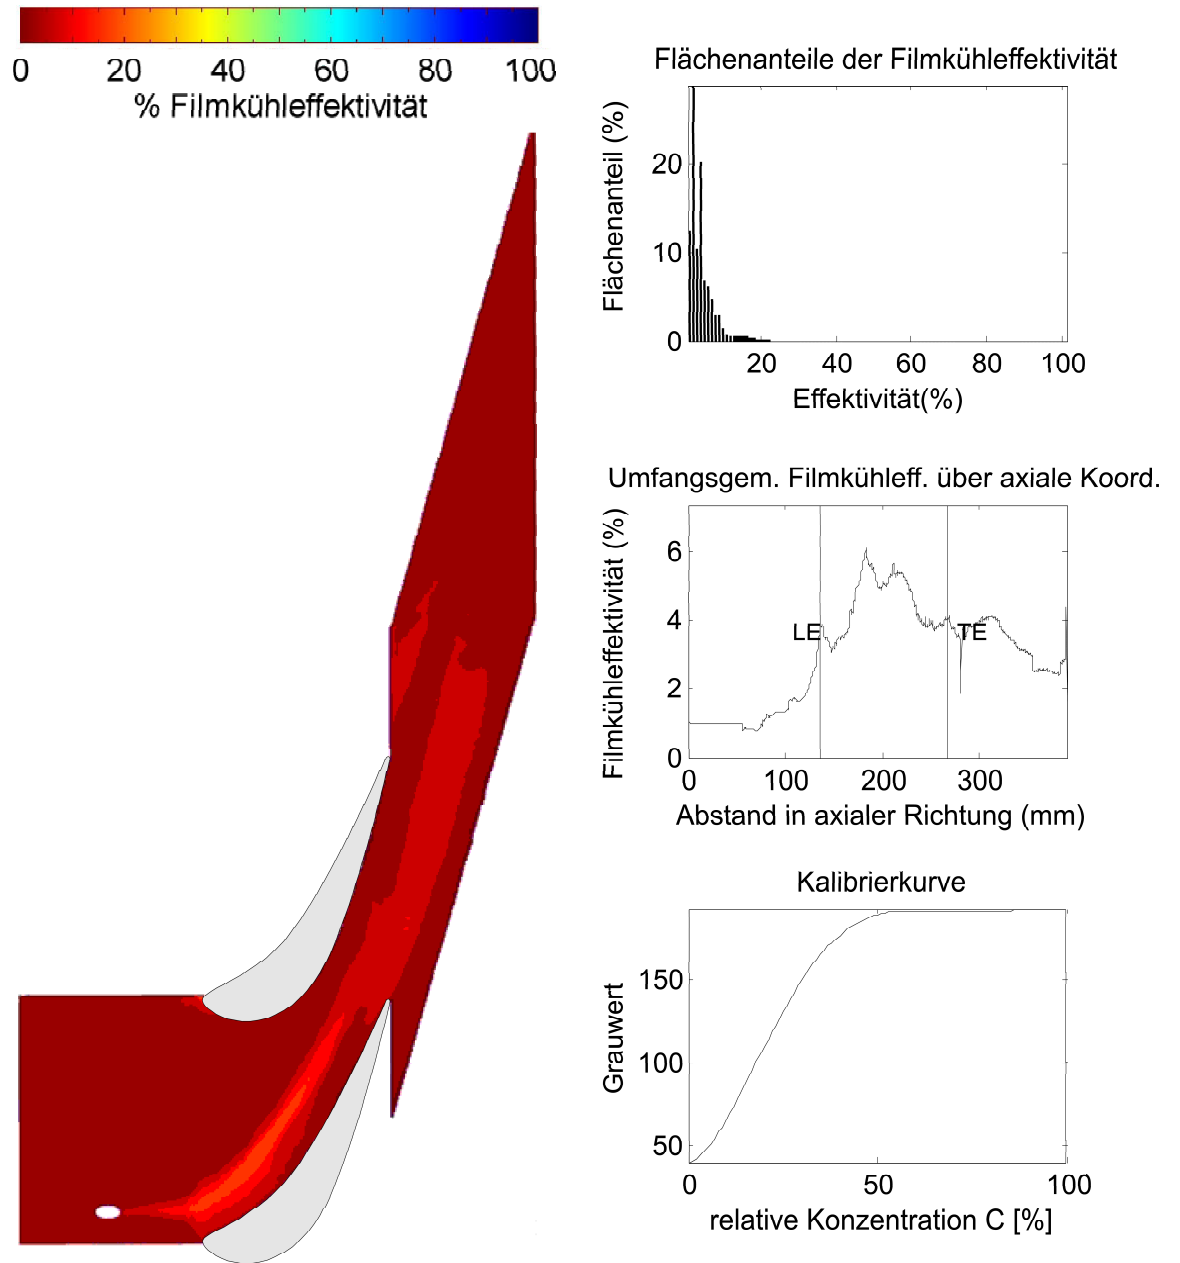 0 20 40 60 80 100
% Filmkühleffektivität
Flächenanteile der Filmkühleffektivität
Flächenanteil (%)
20
10
0
20 40 60 80 100
Effektivität(%)
Umfangsgem. Filmkühleff. über axiale Koord.
Filmkühleffektivität (%)
6
4
2
0
LE
TE
0 100 200 300
Abstand in axialer Richtung (mm)
Kalibrierkurve
Grauwert
150
100
50
0 50 100
relative Konzentration C [%]